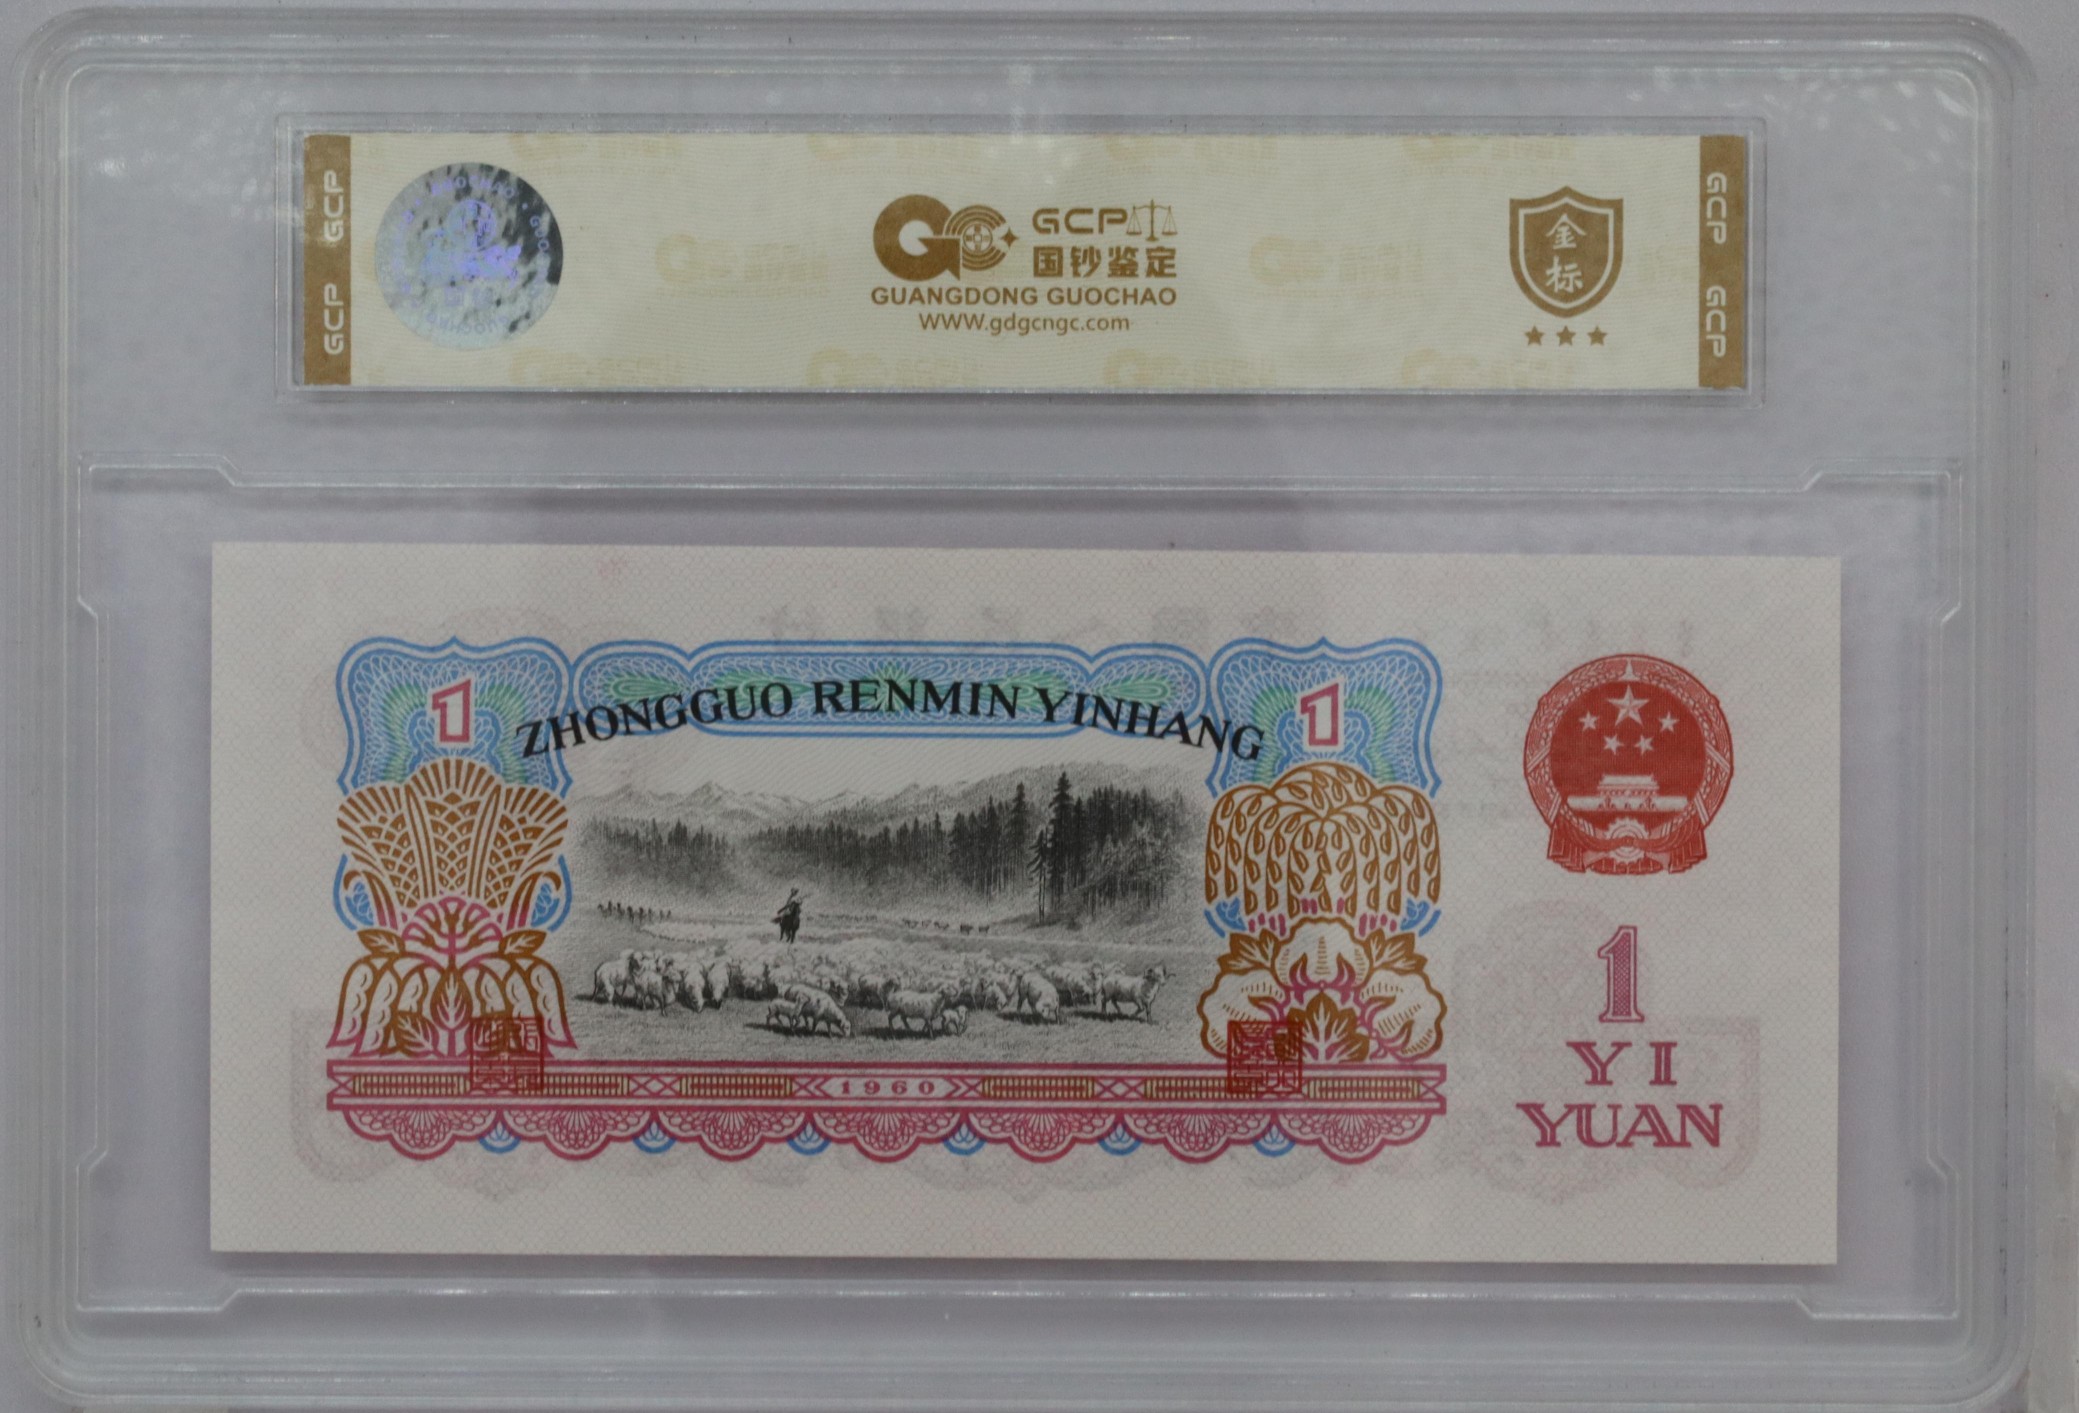 GCP GCP
GCP
国钞鉴定
GUANGDONG GUOCHAO
WWW.gdgcngc.com
金
标
GCP GCP
1
ZHONGGUO RENMIN YINHANG
1
1960
1
YI
YUAN